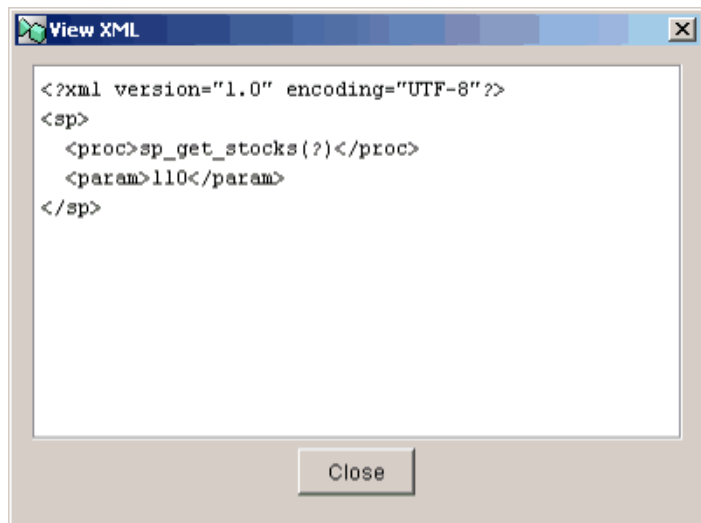 View XML
<?xml version="1.0" encoding="UTF-8"?>
<sp>
  <proc>sp_get_stocks(?)</proc>
  <param>110</param>
</sp>
Close